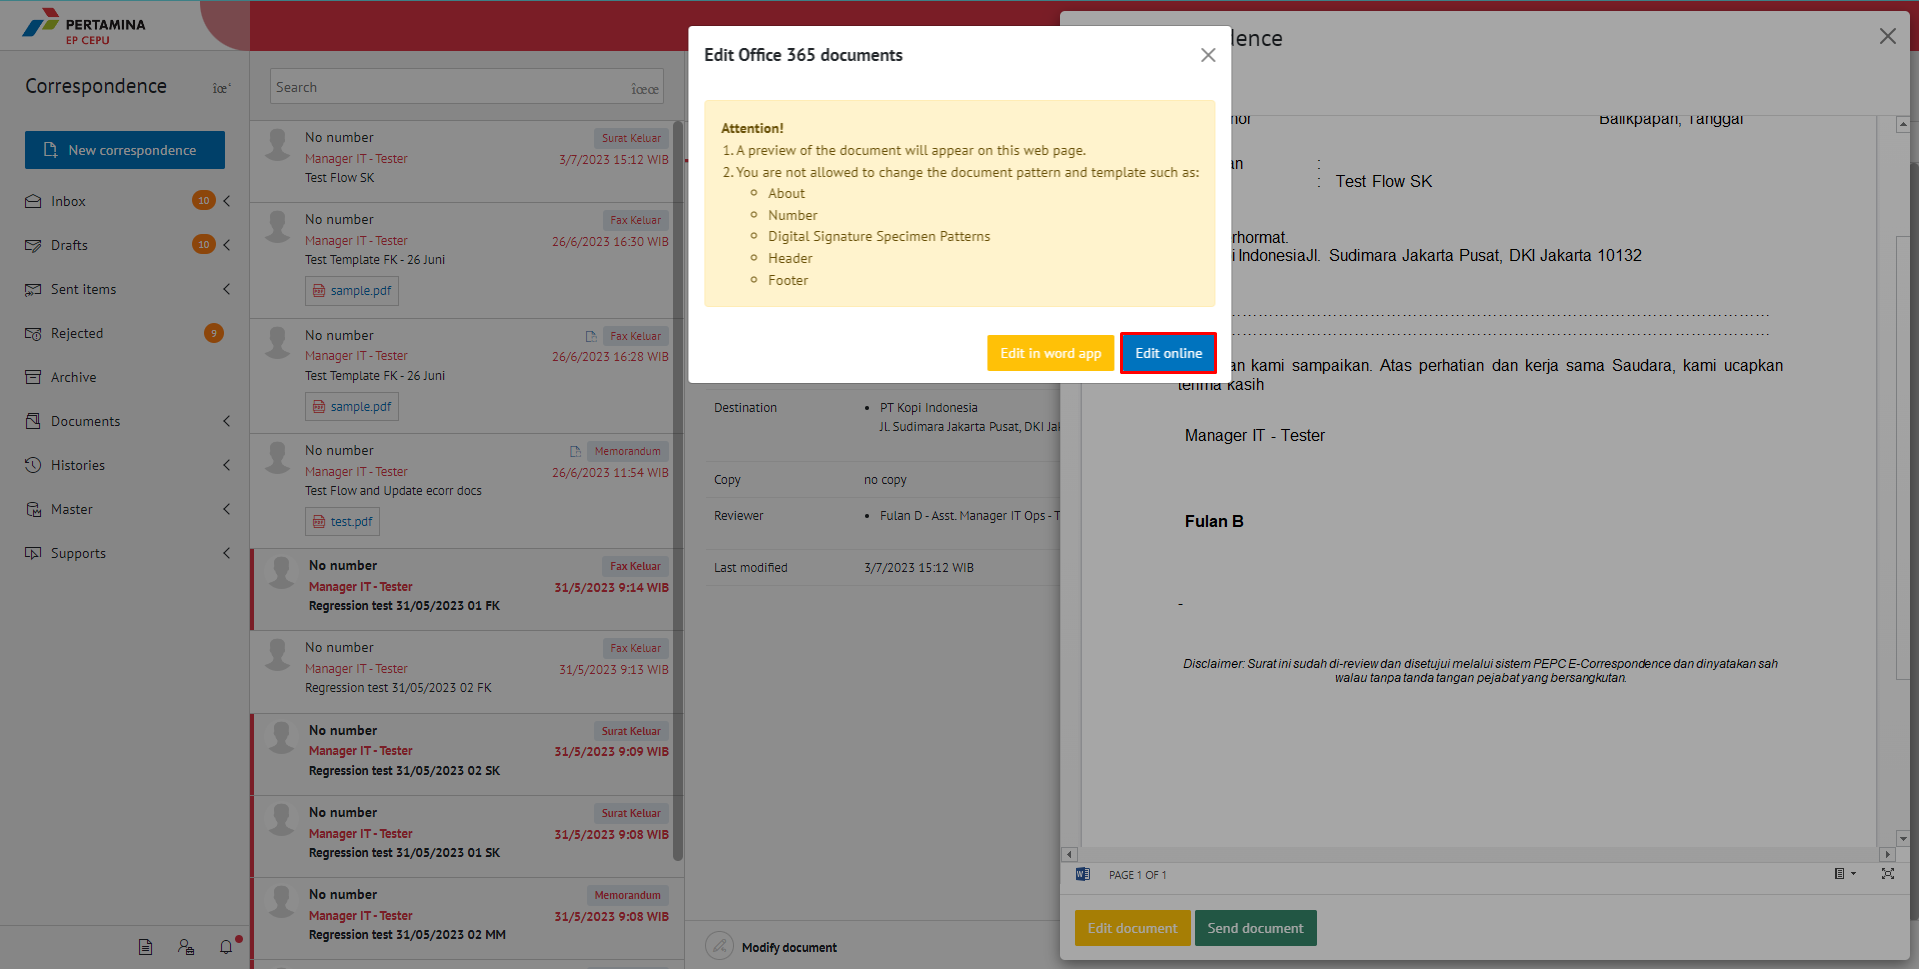 PERTAMINA
EP CEPU
Correspondence
îœ‘
New correspondence
Inbox 10
Drafts 10
Sent items
Rejected 9
Archive
Documents
Histories
Master
Supports
Search îœœ
No number Surat Keluar
Manager IT - Tester 3/7/2023 15:12 WIB
Test Flow SK
No number Fax Keluar
Manager IT - Tester 26/6/2023 16:30 WIB
Test Template FK - 26 Juni
sample.pdf
No number Fax Keluar
Manager IT - Tester 26/6/2023 16:28 WIB
Test Template FK - 26 Juni
sample.pdf
No number Memorandum
Manager IT - Tester 26/6/2023 11:54 WIB
Test Flow and Update ecorr docs
test.pdf
No number Fax Keluar
Manager IT - Tester 31/5/2023 9:14 WIB
Regression test 31/05/2023 01 FK
No number Fax Keluar
Manager IT - Tester 31/5/2023 9:13 WIB
Regression test 31/05/2023 02 FK
No number Surat Keluar
Manager IT - Tester 31/5/2023 9:09 WIB
Regression test 31/05/2023 02 SK
No number Surat Keluar
Manager IT - Tester 31/5/2023 9:08 WIB
Regression test 31/05/2023 01 SK
No number Memorandum
Manager IT - Tester 31/5/2023 9:08 WIB
Regression test 31/05/2023 02 MM
Edit Office 365 documents
Attention!
1. A preview of the document will appear on this web page.
2. You are not allowed to change the document pattern and template such as:
About
Number
Digital Signature Specimen Patterns
Header
Footer
Edit in word app Edit online
Destination • PT Kopi Indonesia
Jl. Sudimara Jakarta Pusat, DKI Jak
Copy no copy
Reviewer • Fulan D - Asst. Manager IT Ops - T
Last modified 3/7/2023 15:12 WIB
Modify document
dence
Balikpapan, Tanggal
an :
: Test Flow SK
rhormat.
i IndonesiaJl. Sudimara Jakarta Pusat, DKI Jakarta 10132
an kami sampaikan. Atas perhatian dan kerja sama Saudara, kami ucapkan
terima kasih
Manager IT - Tester
Fulan B
-
Disclaimer: Surat ini sudah di-review dan disetujui melalui sistem PEPC E-Correspondence dan dinyatakan sah
walau tanpa tanda tangan pejabat yang bersangkutan.
PAGE 1 OF 1
Edit document Send document